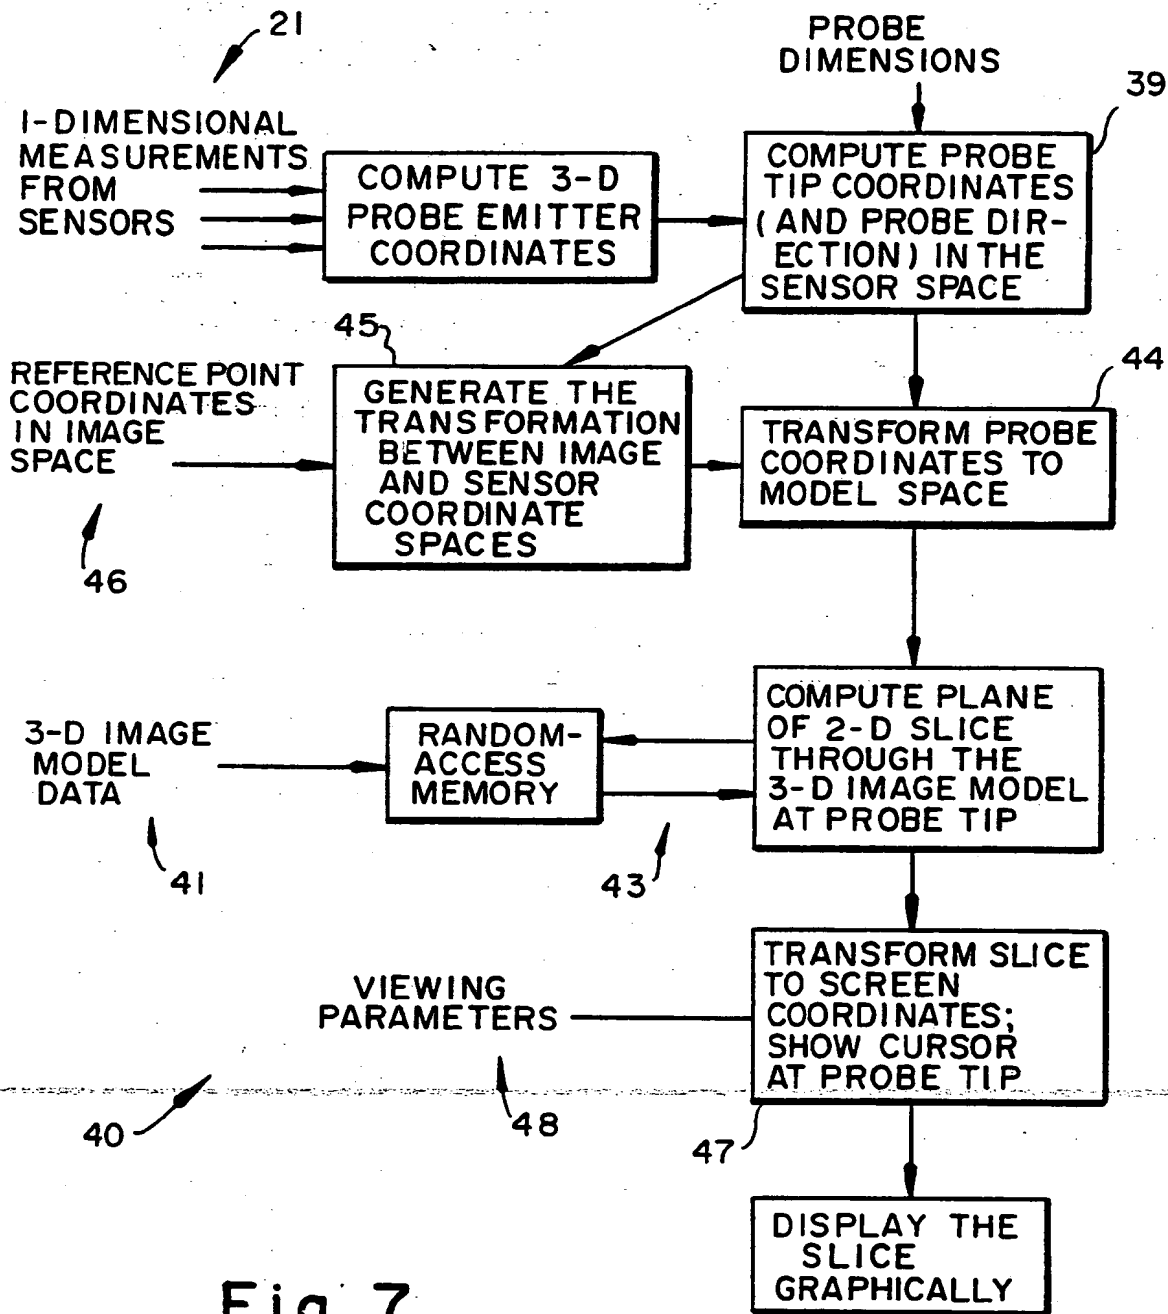 21
PROBE
DIMENSIONS
39
1-DIMENSIONAL
MEASUREMENTS
FROM
SENSORS
COMPUTE 3-D
PROBE EMITTER
COORDINATES
COMPUTE PROBE
TIP COORDINATES
(AND PROBE DIR-
ECTION) IN THE
SENSOR SPACE
45
REFERENCE POINT
COORDINATES
IN IMAGE
SPACE
46
GENERATE THE
TRANSFORMATION
BETWEEN IMAGE
AND SENSOR
COORDINATE
SPACES
44
TRANSFORM PROBE
COORDINATES TO
MODEL SPACE
3-D IMAGE
MODEL
DATA
41
RANDOM-
ACCESS
MEMORY
43
COMPUTE PLANE
OF 2-D SLICE
THROUGH THE
3-D IMAGE MODEL
AT PROBE TIP
VIEWING
PARAMETERS
48
40
TRANSFORM SLICE
TO SCREEN
COORDINATES;
SHOW CURSOR
AT PROBE TIP
47
DISPLAY THE
SLICE
GRAPHICALLY
Fig. 7